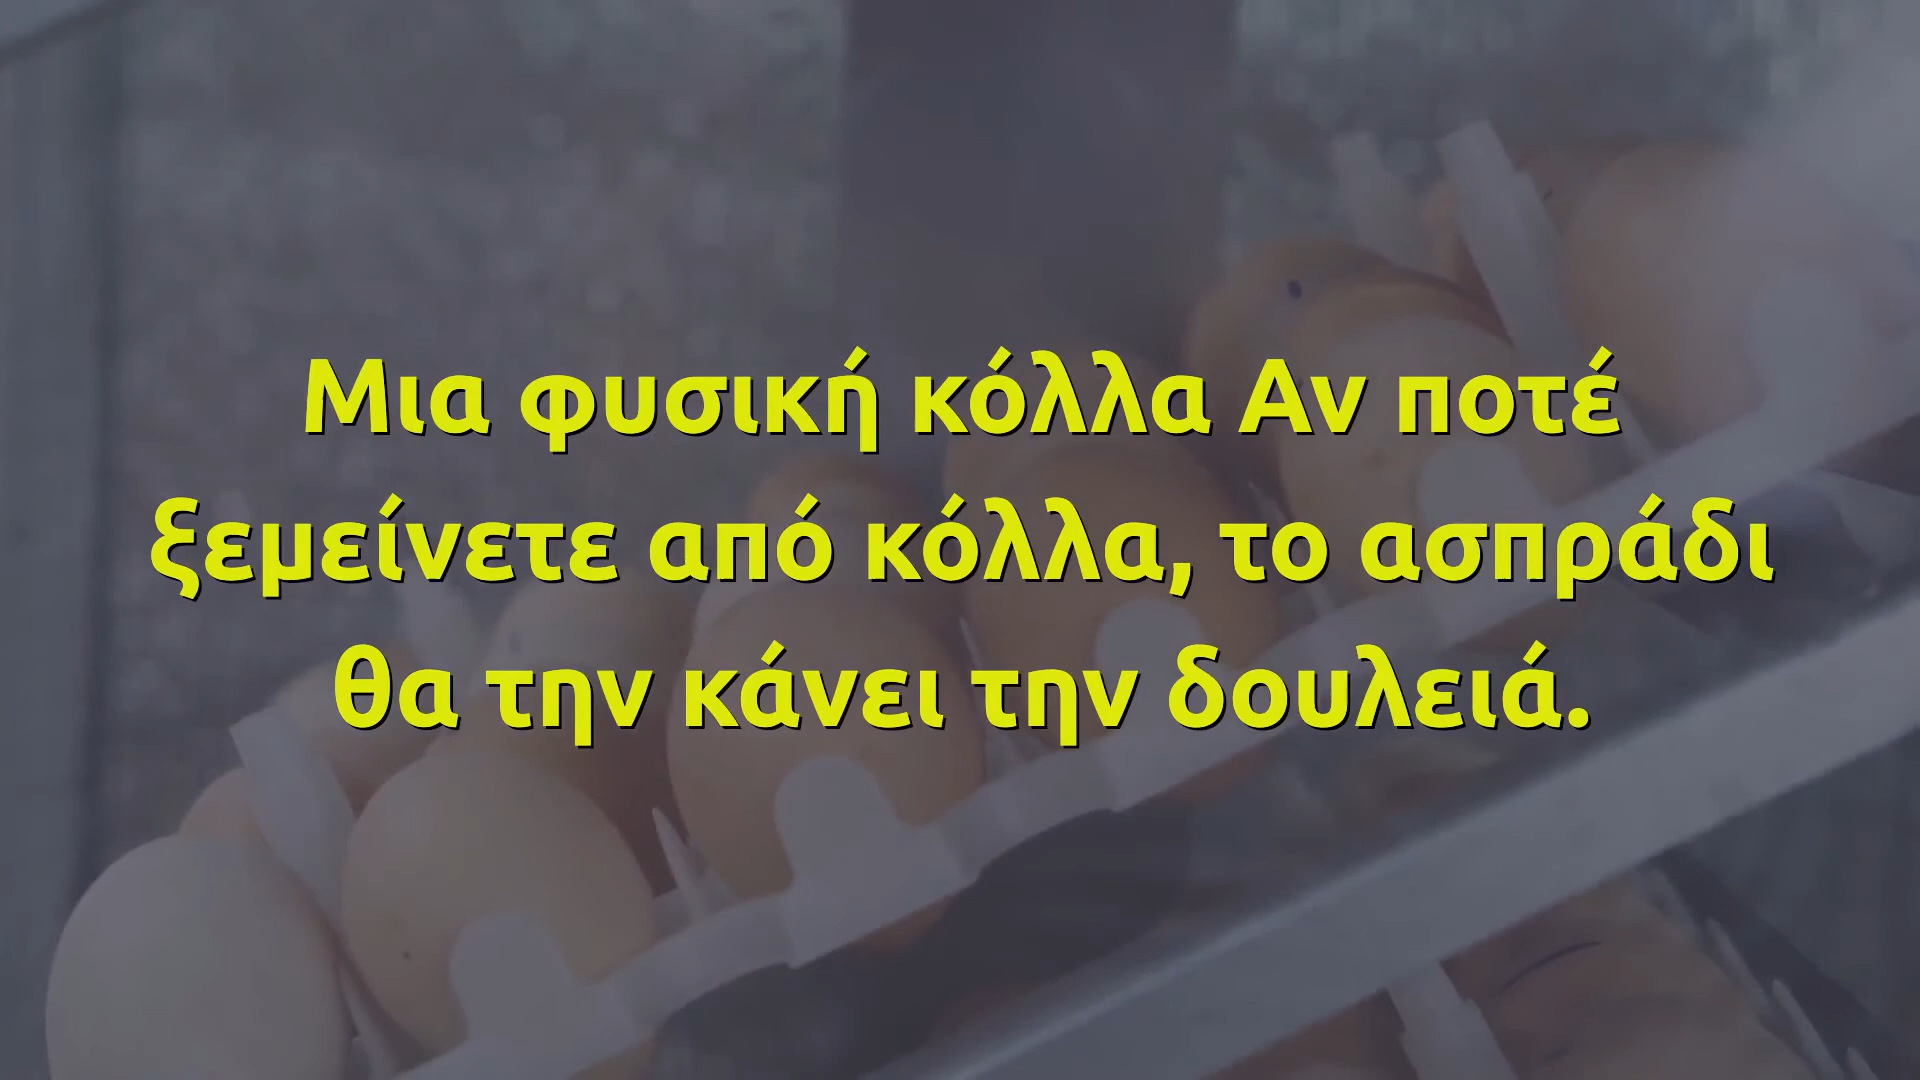 Μια φυσική κόλλα Αν ποτέ
ξεμείνετε από κόλλα, το ασπράδι
θα την κάνει την δουλειά.